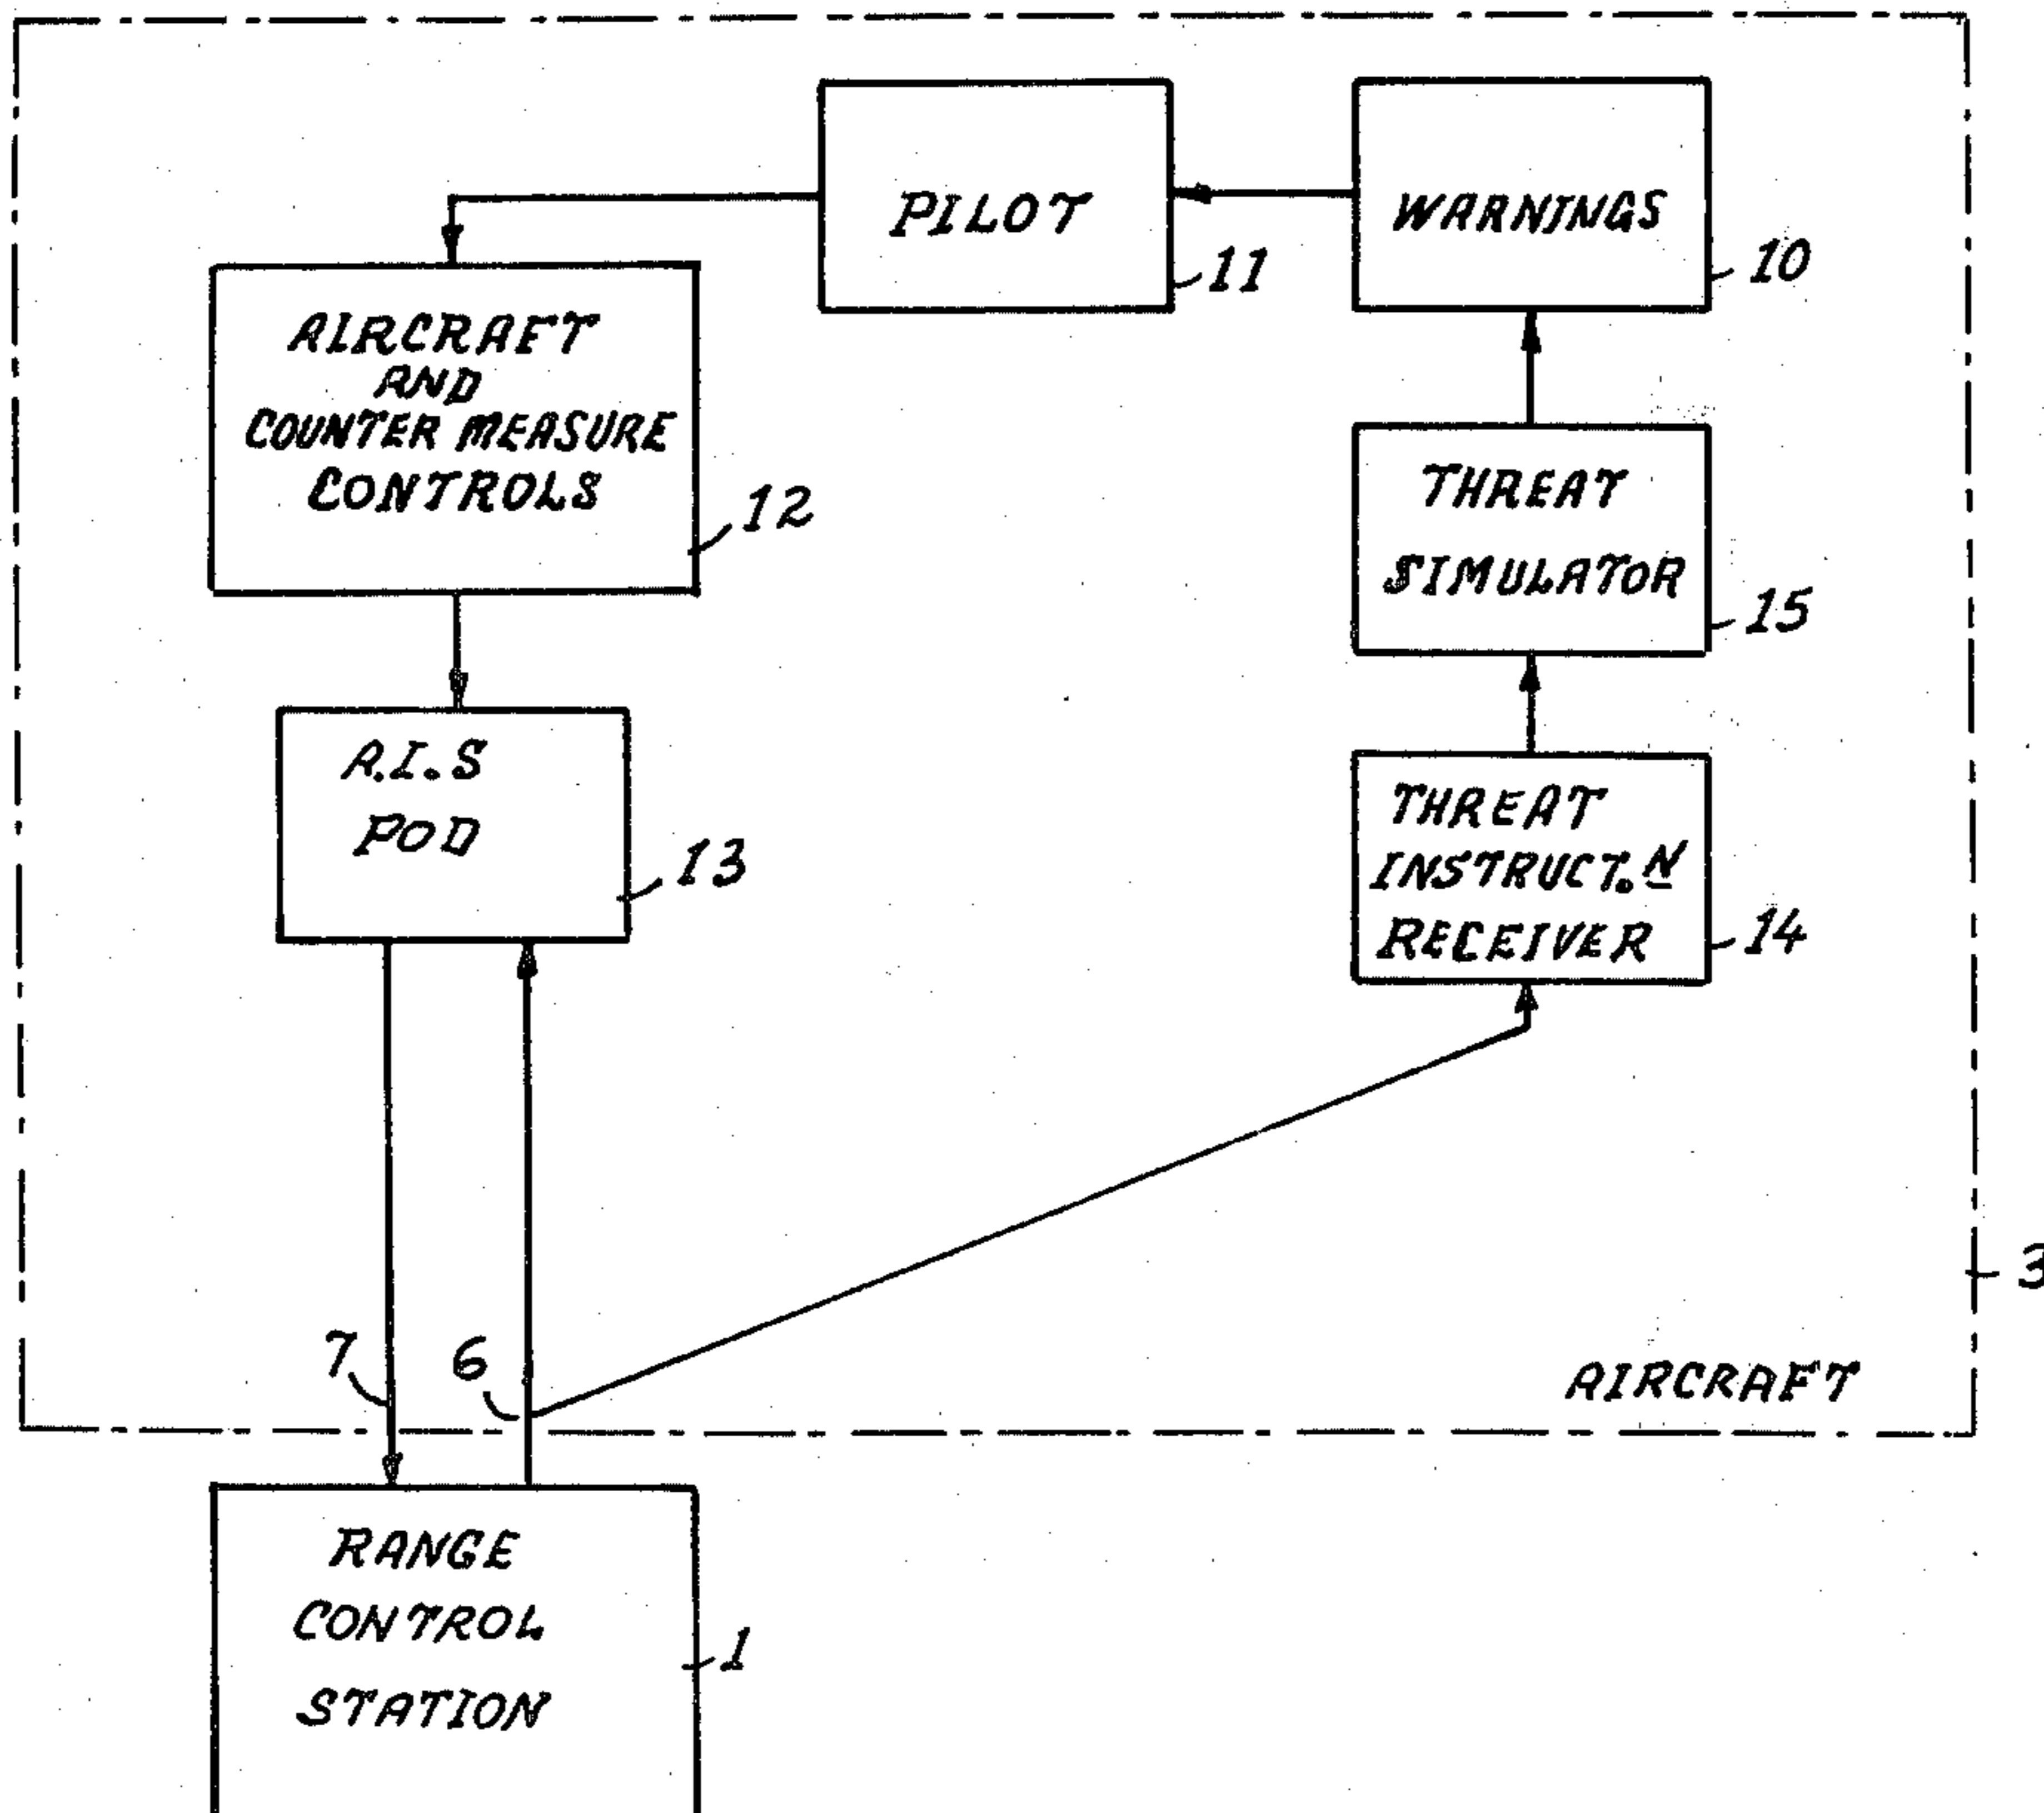 PILOT
11
WARNINGS
10
AIRCRAFT
AND
COUNTER MEASURE
CONTROLS
12
THREAT
SIMULATOR
15
A.I.S
POD
13
THREAT
INSTRUCT.N
RECEIVER
14
3
7
6
AIRCRAFT
RANGE
CONTROL
STATION
1